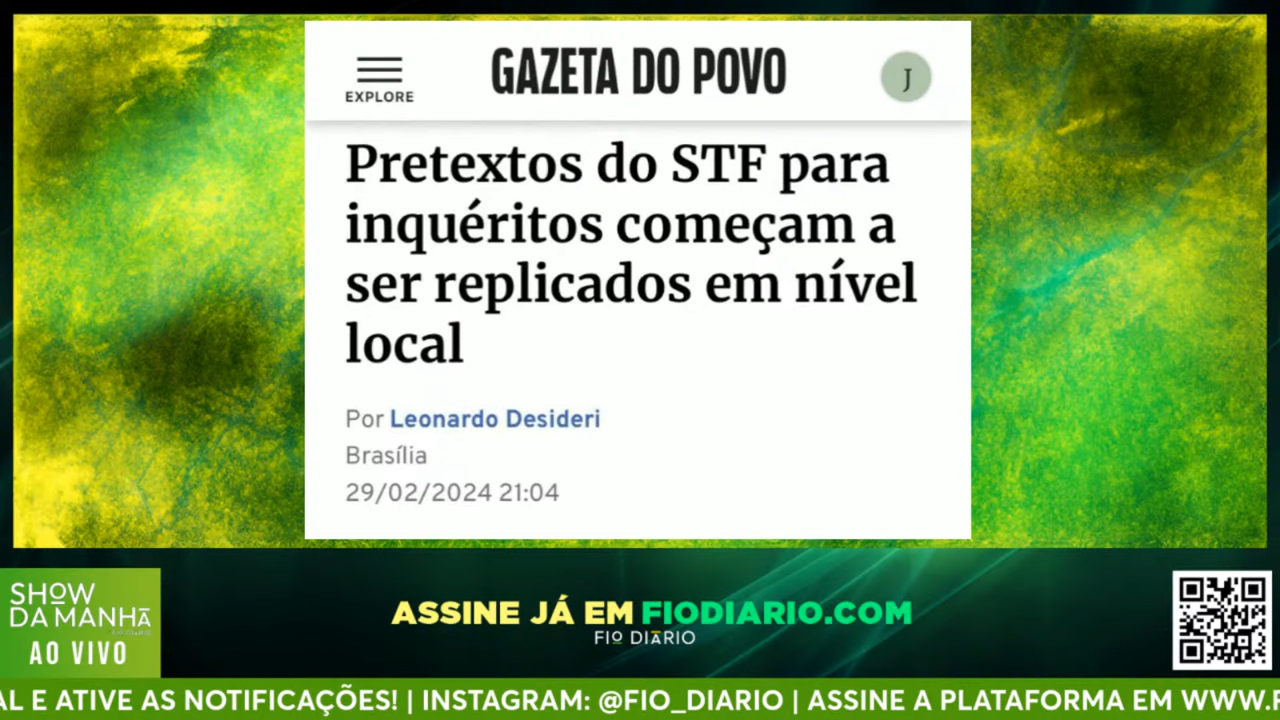 EXPLORE
GAZETA DO POVO
J
Pretextos do STF para
inquéritos começam a
ser replicados em nível
local
Por Leonardo Desideri
Brasília
29/02/2024 21:04
SHOW
DA MANHÃ
AO VIVO
ASSINE JÁ EM FIODIARIO.COM
FIO DIÁRIO
AL E ATIVE AS NOTIFICAÇÕES! | INSTAGRAM: @FIO_DIARIO | ASSINE A PLATAFORMA EM WWW.F